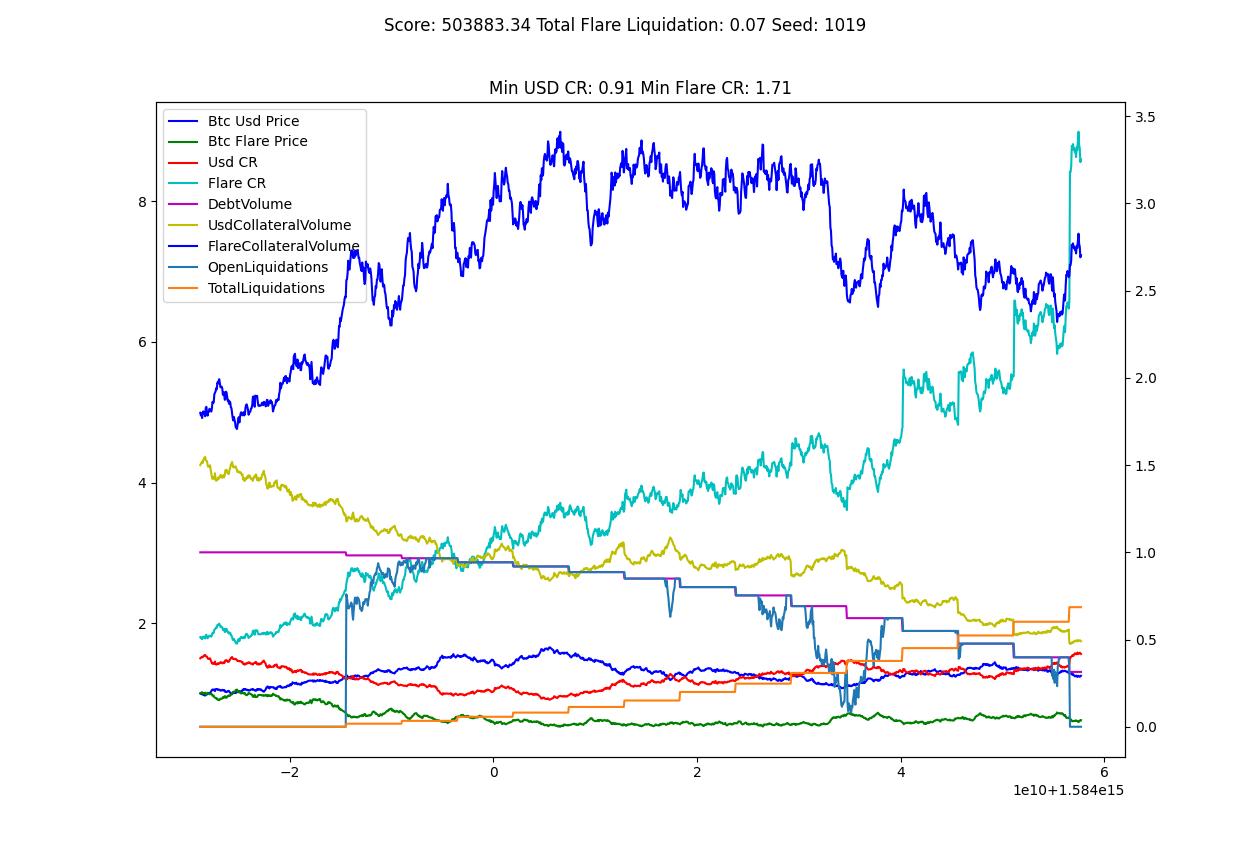 Score: 503883.34 Total Flare Liquidation: 0.07 Seed: 1019
Min USD CR: 0.91 Min Flare CR: 1.71
Btc Usd Price
Btc Flare Price
Usd CR
Flare CR
DebtVolume
UsdCollateralVolume
FlareCollateralVolume
OpenLiquidations
TotalLiquidations
8
6
4
2
3.5
3.0
2.5
2.0
1.5
1.0
0.5
0.0
−2 0 2 4 6
1e10+1.584e15